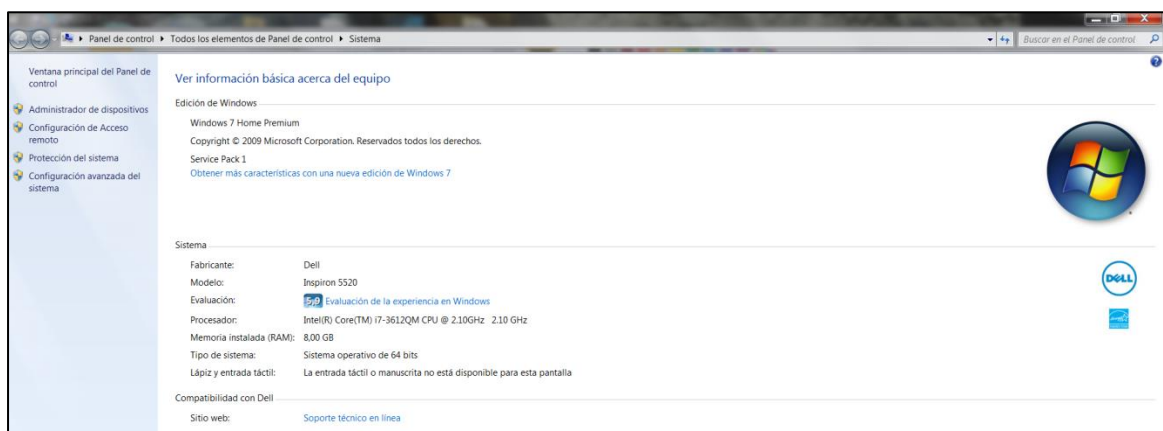 Panel de control ▸ Todos los elementos de Panel de control ▸ Sistema
Buscar en el Panel de control
Ventana principal del Panel de
control
Administrador de dispositivos
Configuración de Acceso
remoto
Protección del sistema
Configuración avanzada del
sistema
Ver información básica acerca del equipo
Edición de Windows
Windows 7 Home Premium
Copyright © 2009 Microsoft Corporation. Reservados todos los derechos.
Service Pack 1
Obtener más características con una nueva edición de Windows 7
Sistema
Fabricante: Dell
Modelo: Inspiron 5520
Evaluación: 5,9 Evaluación de la experiencia en Windows
Procesador: Intel(R) Core(TM) i7-3612QM CPU @ 2.10GHz 2.10 GHz
Memoria instalada (RAM): 8,00 GB
Tipo de sistema: Sistema operativo de 64 bits
Lápiz y entrada táctil: La entrada táctil o manuscrita no está disponible para esta pantalla
DELL
Compatibilidad con Dell
Sitio web: Soporte técnico en línea